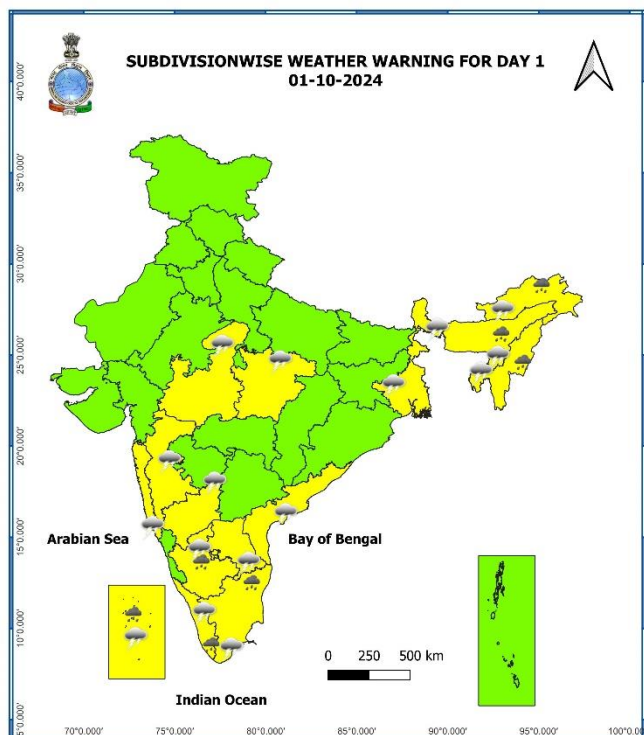 SUBDIVISIONWISE WEATHER WARNING FOR DAY 1
01-10-2024
40°0.000'
35°0.000'
30°0.000'
25°0.000'
20°0.000'
15°0.000'
10°0.000'
5°0.000'
Arabian Sea
Bay of Bengal
0 250 500 km
Indian Ocean
70°0.000' 75°0.000' 80°0.000' 85°0.000' 90°0.000' 95°0.000' 100°0.000'